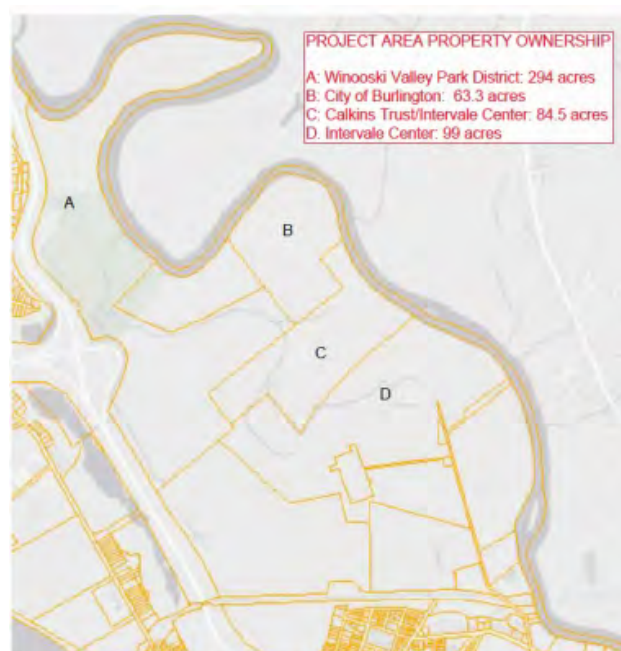 PROJECT AREA PROPERTY OWNERSHIP
A: Winooski Valley Park District: 294 acres
B: City of Burlington: 63.3 acres
C: Calkins Trust/Intervale Center: 84.5 acres
D. Intervale Center: 99 acres
A
B
C
D